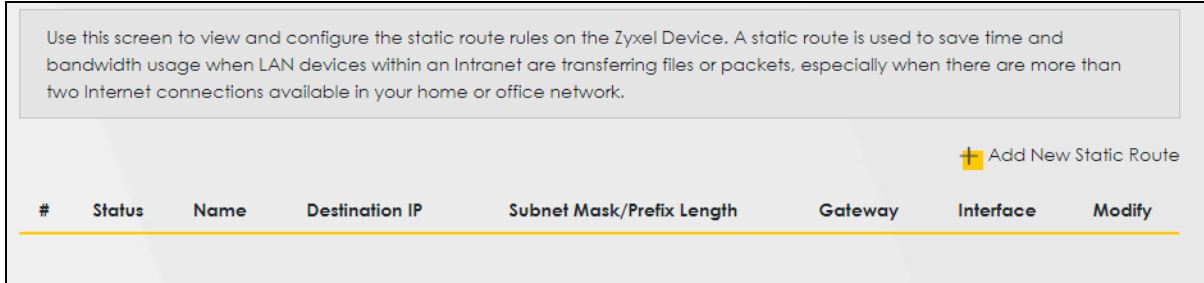 Use this screen to view and configure the static route rules on the Zyxel Device. A static route is used to save time and
bandwidth usage when LAN devices within an Intranet are transferring files or packets, especially when there are more than
two Internet connections available in your home or office network.
+ Add New Static Route
# Status Name Destination IP Subnet Mask/Prefix Length Gateway Interface Modify